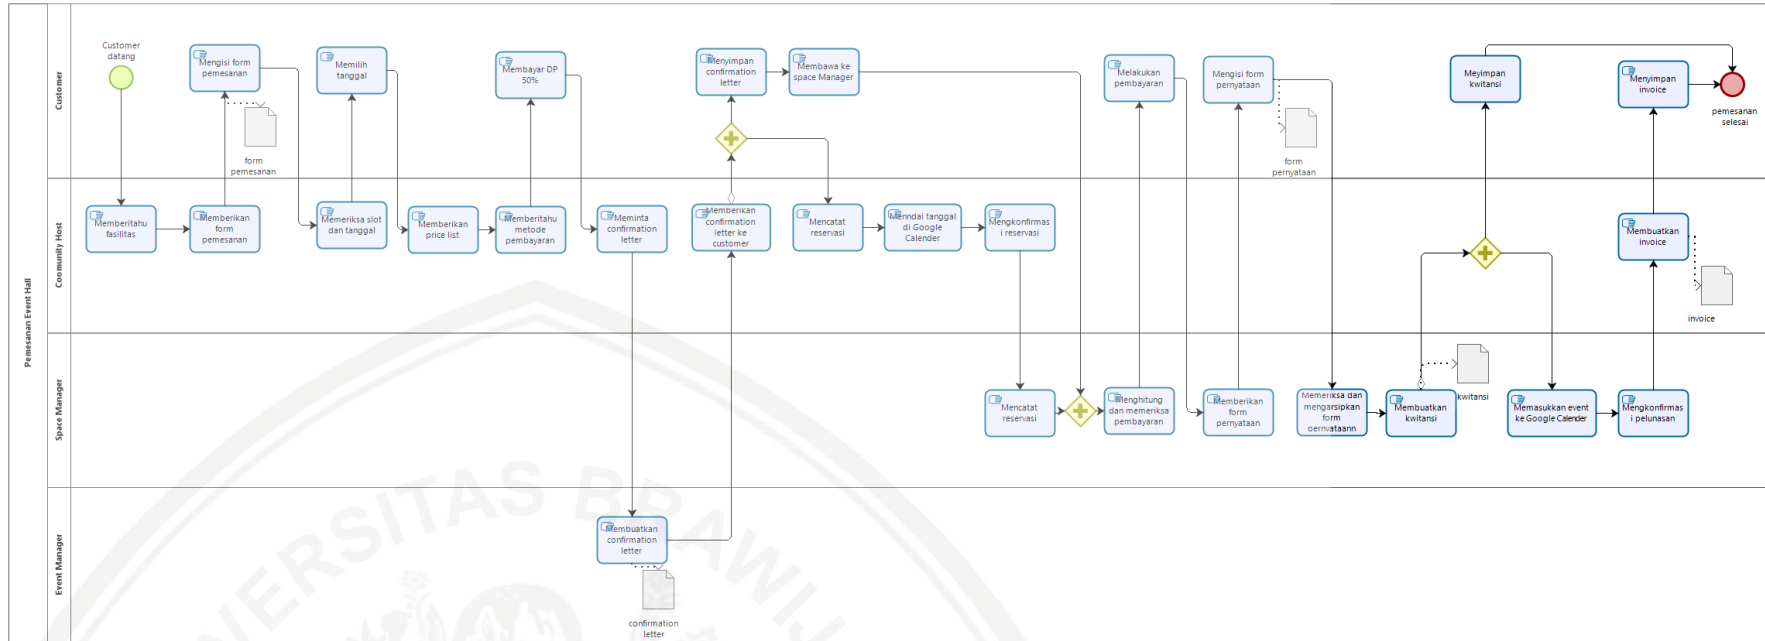 Pemesanan Event Hall
Customer
Customer
datang
Mengisi form
pemesanan
form
pemesanan
Memilih
tanggal
Membayar DP
50%
Menyimpan
confirmation
letter
Membawa ke
space Manager
Melakukan
pembayaran
Mengisi form
pernyataan
form
pernyataan
Meyimpan
kwitansi
Menyimpan
invoice
pemesanan
selesai
Coomunity Host
Memberitahu
fasilitas
Memberikan
form
pemesanan
Memeriksa slot
dan tanggal
Memberikan
price list
Memberitahu
metode
pembayaran
Meminta
confirmation
letter
Memberikan
confirmation
letter ke
customer
Mencatat
reservasi
Menndai tanggal
di Google
Calender
Mengkonfirmas
i reservasi
Membuatkan
invoice
invoice
Space Manager
Mencatat
reservasi
Menghitung
dan memeriksa
pembayaran
Memberikan
form
pernyataan
Memeriksa dan
mengarsipkan
form
pernyataann
Membuatkan
kwitansi
kwitansi
Memasukkan event
ke Google Calender
Mengkonfirmas
i pelunasan
Event Manager
Membuatkan
confirmation
letter
confirmation
letter
VERSITAS BRAWIJ